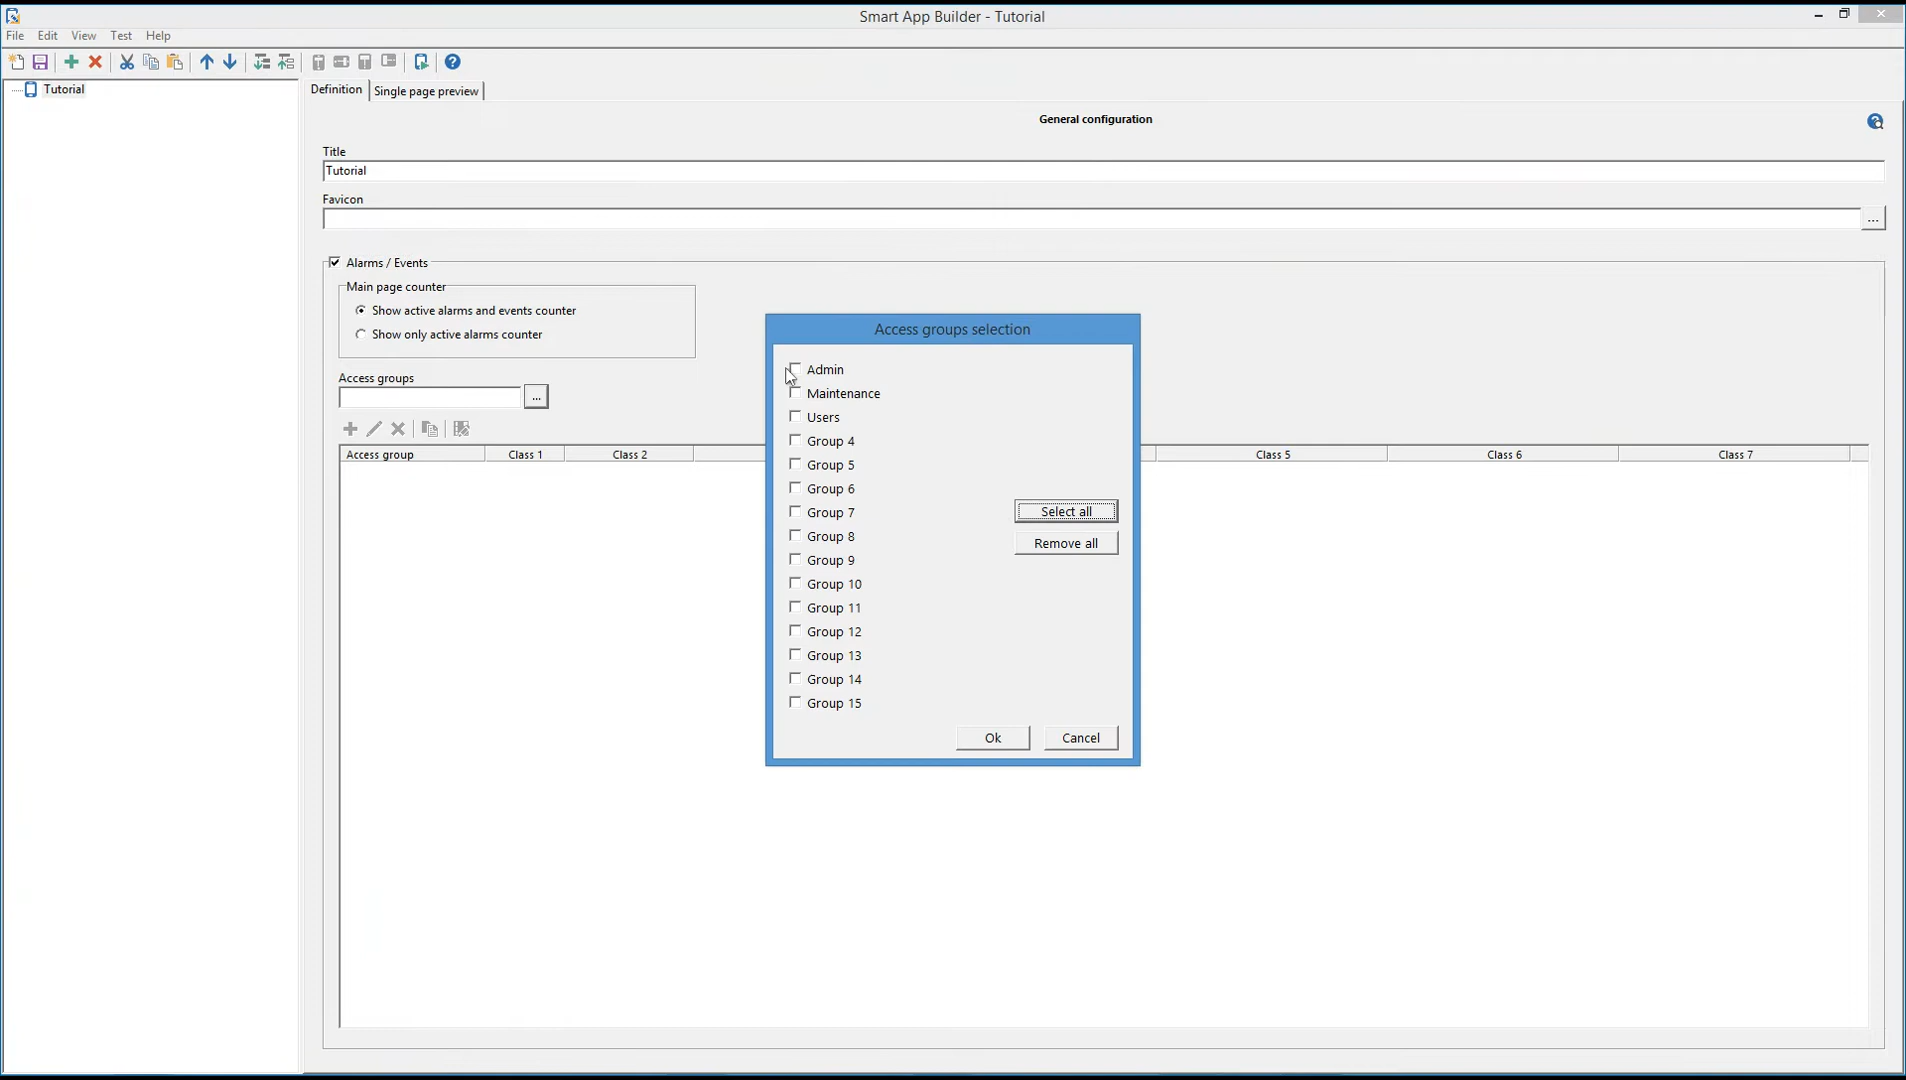 Smart App Builder - Tutorial
File Edit View Test Help
Tutorial
Definition
Single page preview
General configuration
Title
Tutorial
Favicon
...
Alarms / Events
Main page counter
Show active alarms and events counter
Show only active alarms counter
Access groups
...
Access group Class 1 Class 2 Class 5 Class 6 Class 7
Access groups selection
Admin
Maintenance
Users
Group 4
Group 5
Group 6
Group 7
Group 8
Group 9
Group 10
Group 11
Group 12
Group 13
Group 14
Group 15
Select all
Remove all
Ok
Cancel